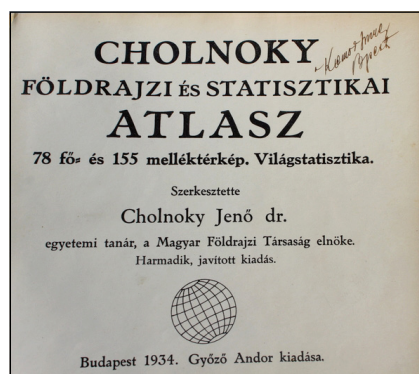 CHOLNOKY
FÖLDRAJZI ÉS STATISZTIKAI
ATLASZ
78 fő= és 155 melléktérkép. Világstatisztika.
Szerkesztette
Cholnoky Jenő dr.
egyetemi tanár, a Magyar Földrajzi Társaság elnöke.
Harmadik, javított kiadás.
Budapest 1934. Győző Andor kiadása.